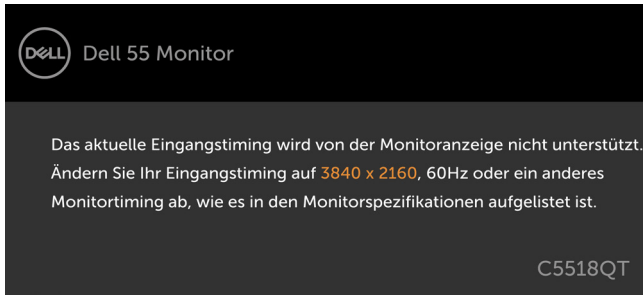 DELL
Dell 55 Monitor
Das aktuelle Eingangstiming wird von der Monitoranzeige nicht unterstützt.
Ändern Sie Ihr Eingangstiming auf 3840 x 2160, 60Hz oder ein anderes
Monitortiming ab, wie es in den Monitorspezifikationen aufgelistet ist.
C5518QT